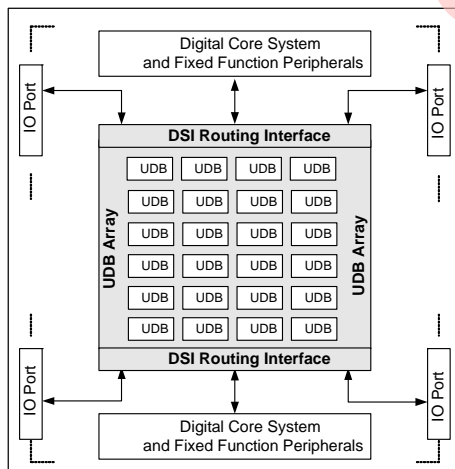 Digital Core System
and Fixed Function Peripherals
IO Port
IO Port
DSI Routing Interface
UDB Array
UDB Array
UDB UDB UDB UDB
UDB UDB UDB UDB
UDB UDB UDB UDB
UDB UDB UDB UDB
UDB UDB UDB UDB
UDB UDB UDB UDB
DSI Routing Interface
IO Port
IO Port
Digital Core System
and Fixed Function Peripherals